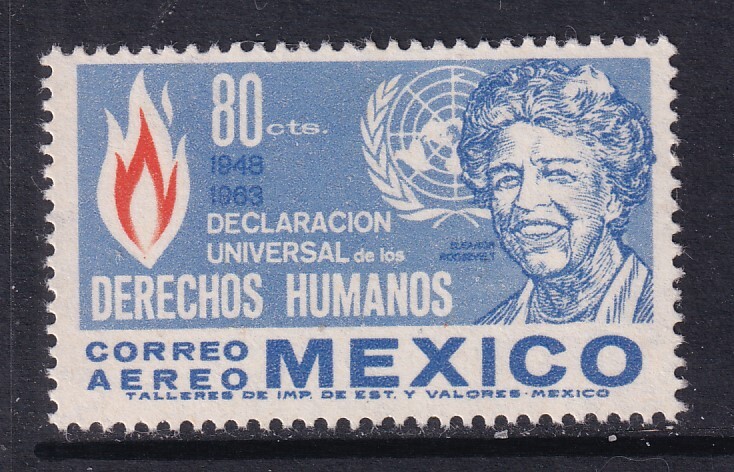 80 cts.
1948
1963
DECLARACION
UNIVERSAL de los
DERECHOS HUMANOS
ELEANOR
ROOSEVELT
CORREO
AEREO
MEXICO
TALLERES DE IMP. DE EST. Y VALORES-MEXICO